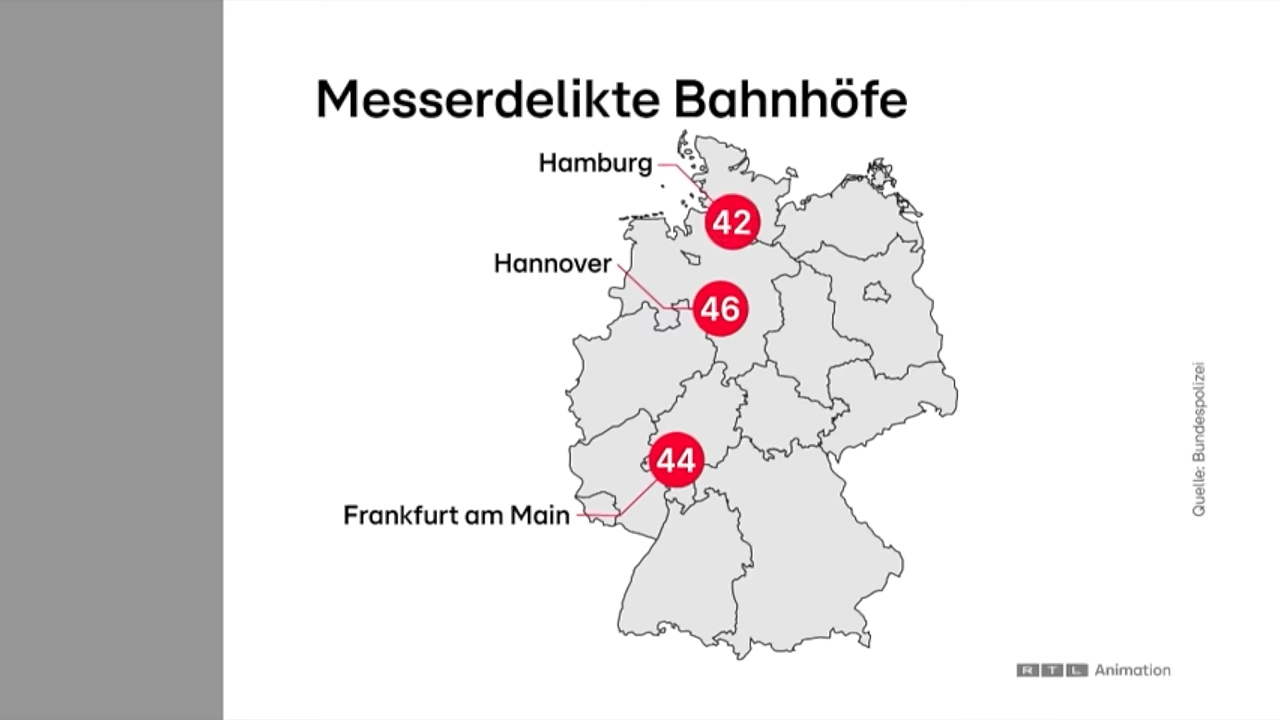 Messerdelikte Bahnhöfe
Hamburg
42
Hannover
46
44
Frankfurt am Main
Quelle: Bundespolizei
RTL Animation